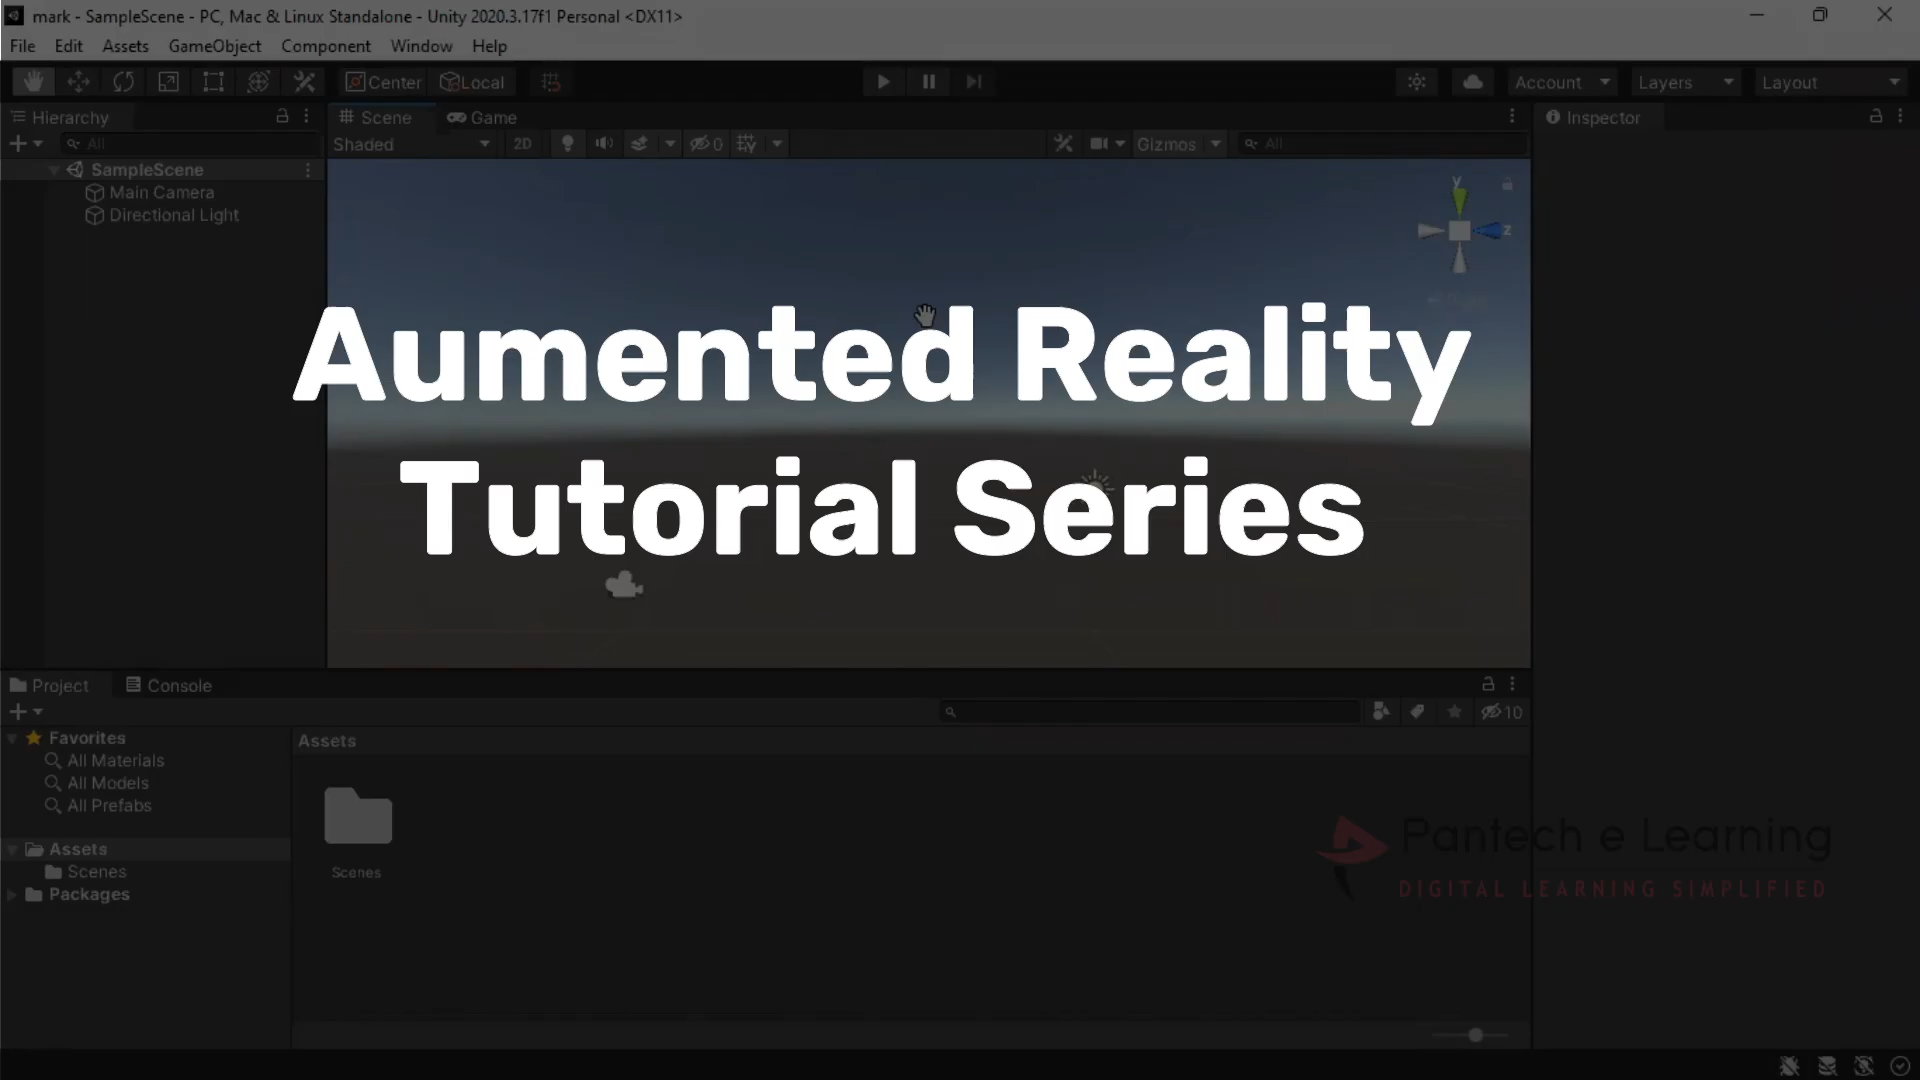 mark - SampleScene - PC, Mac & Linux Standalone - Unity 2020.3.17f1 Personal <DX11>
File Edit Assets GameObject Component Window Help
Center Local Account Layers Layout
Hierarchy Scene Game Inspector
All Shaded 2D 0 Gizmos All
SampleScene
Main Camera
Directional Light
y
z
Aumented Reality
Tutorial Series
Project Console
10
Favorites
All Materials
All Models
All Prefabs
Assets
Scenes
Packages
Assets
Scenes
Pantech e Learning
DIGITAL LEARNING SIMPLIFIED